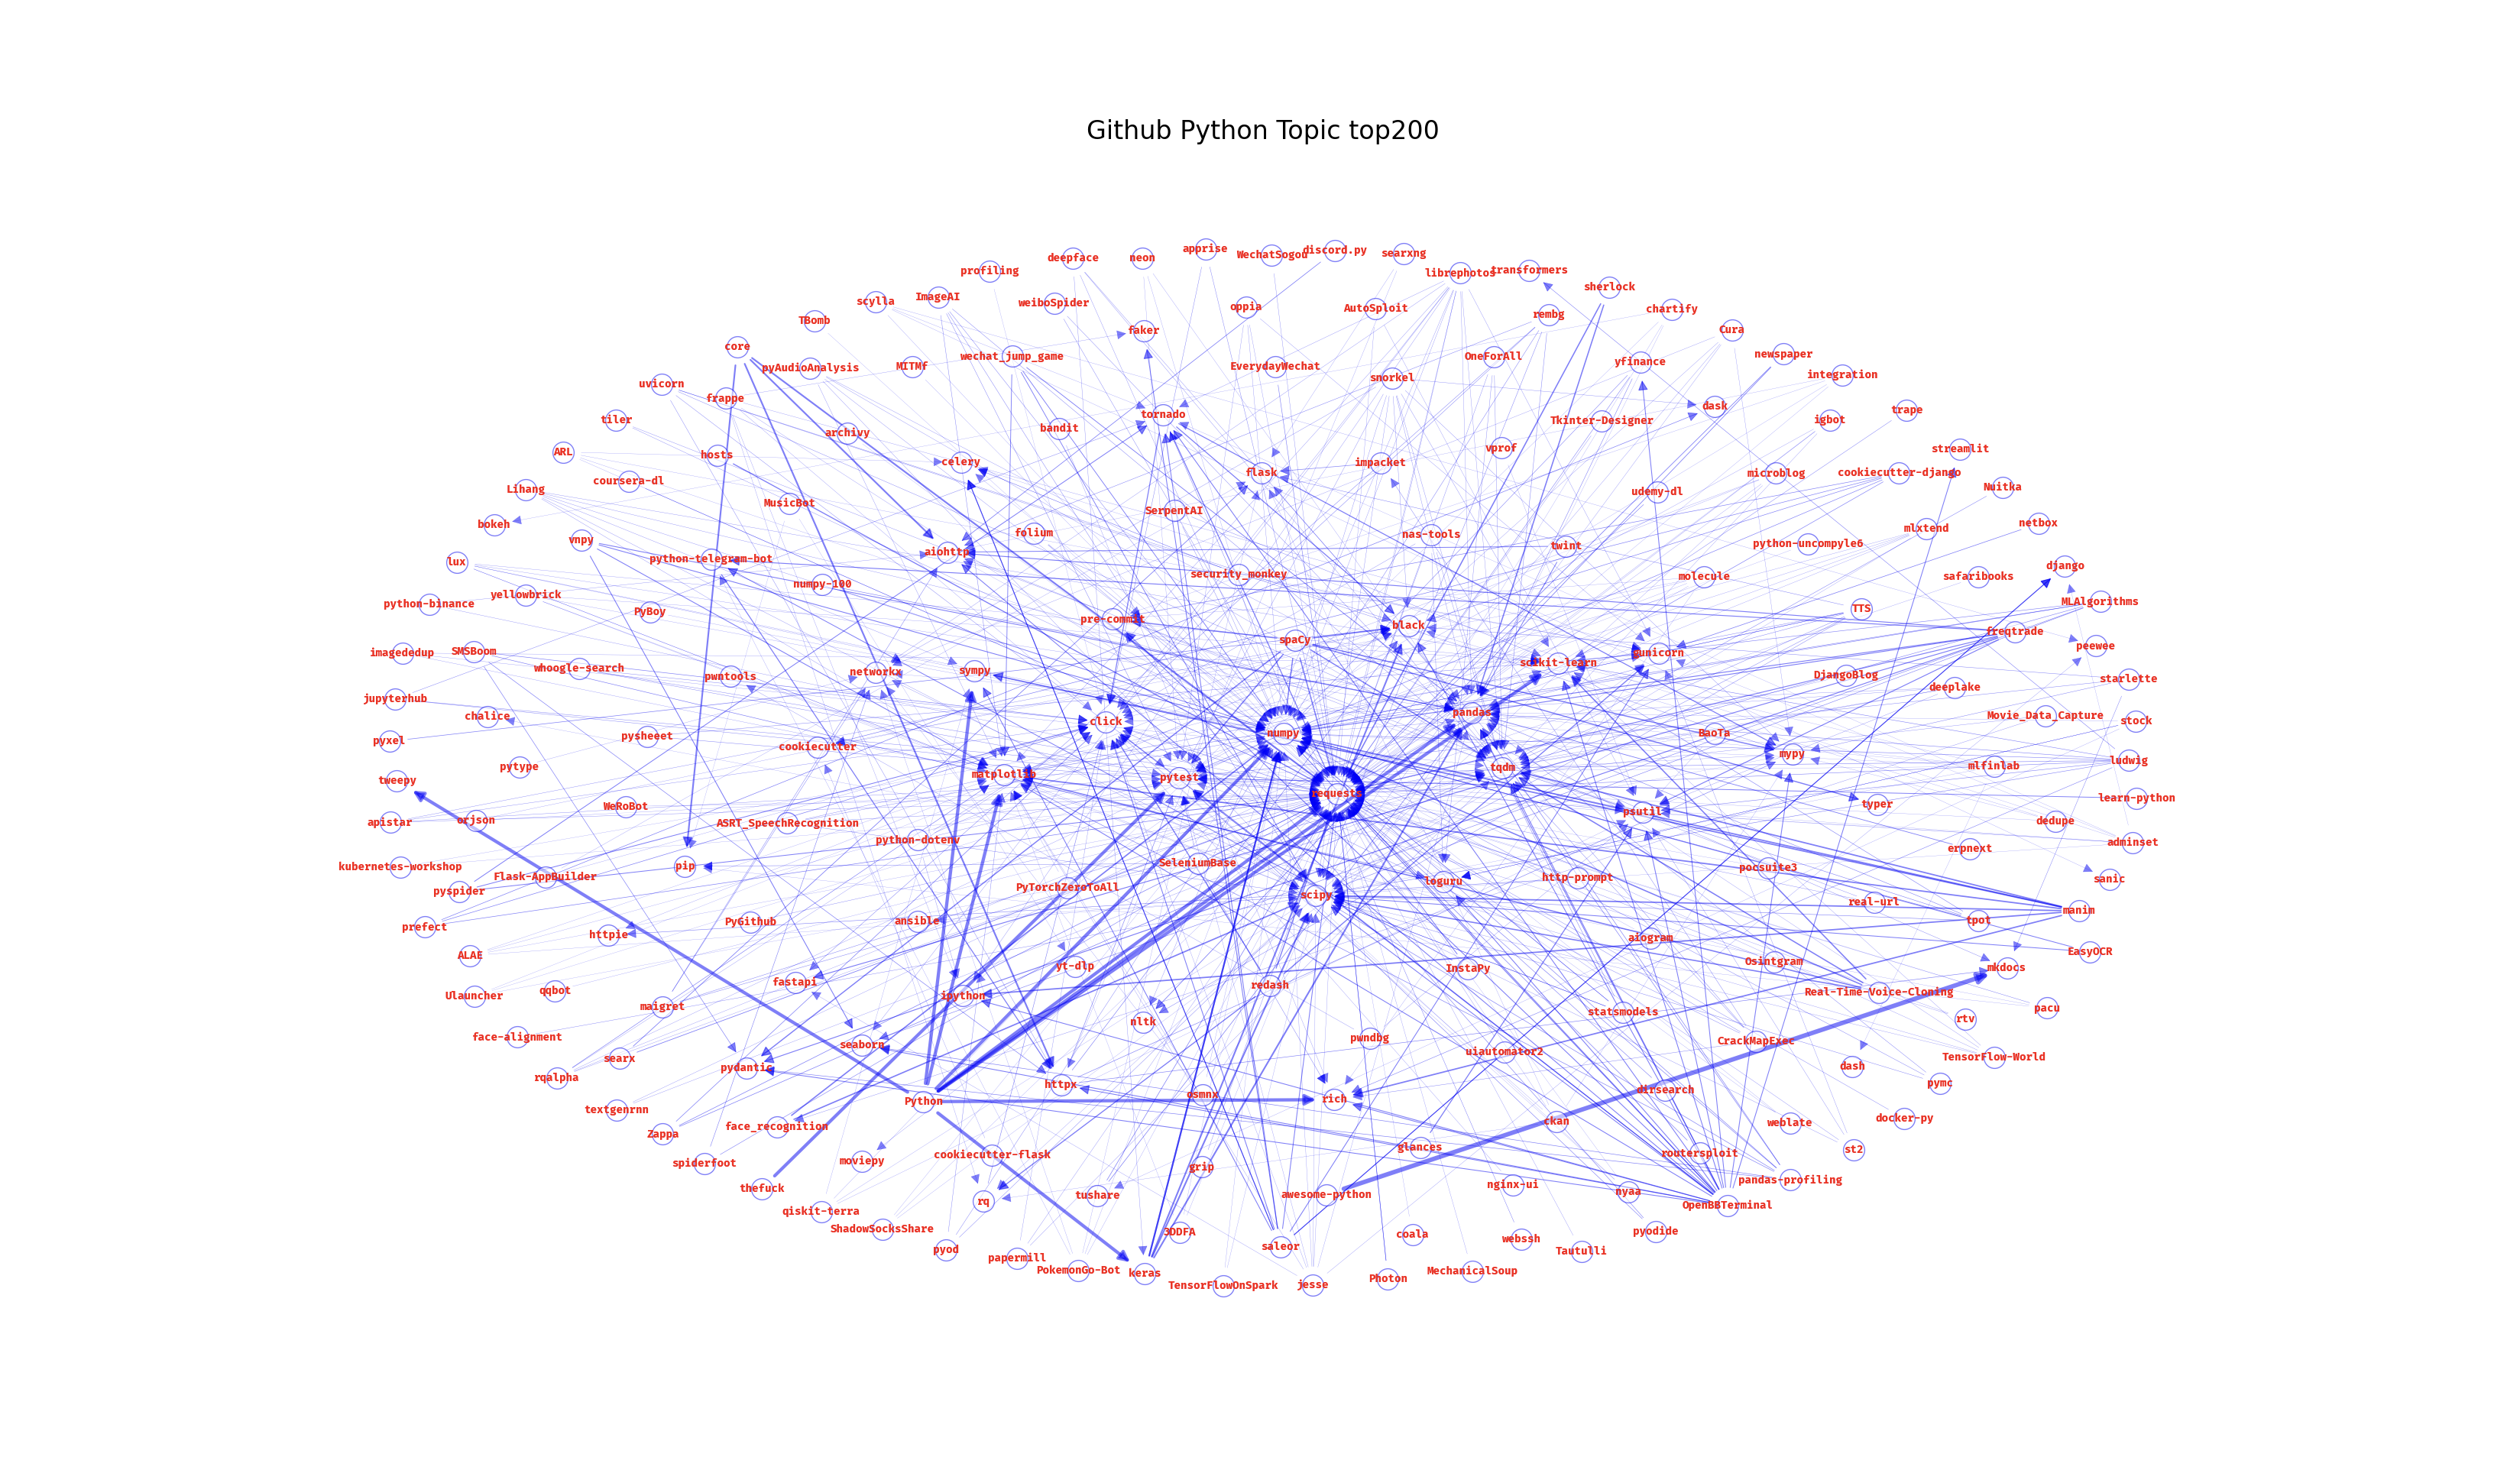 Github Python Topic top200
apprise
discord.py
searxng
WechatSogou
deepface
neon
profiling
librephotos
transformers
sherlock
scylla
ImageAI
weiboSpider
oppia
AutoSploit
chartify
rembg
TBomb
faker
Cura
core
wechat_jump_game
OneForAll
newspaper
pyAudioAnalysis
MITMf
EverydayWechat
yfinance
snorkel
integration
uvicorn
frappe
dask
trape
tiler
tornado
Tkinter-Designer
igbot
archivy
bandit
vprof
streamlit
ARL
hosts
celery
impacket
flask
microblog
cookiecutter-django
coursera-dl
Lihang
udemy-dl
Nuitka
MusicBot
SerpentAI
bokeh
netbox
mlxtend
folium
nas-tools
vnpy
twint
python-uncompyle6
aiohttp
python-telegram-bot
lux
django
security_monkey
molecule
safaribooks
numpy-100
yellowbrick
python-binance
MLAlgorithms
TTS
PyBoy
pre-commit
black
freqtrade
spaCy
peewee
imagededup
SMSBoom
gunicorn
scikit-learn
whoogle-search
networkx
sympy
pwntools
DjangoBlog
starlette
deeplake
jupyterhub
pandas
chalice
click
Movie_Data_Capture
stock
numpy
BaoTa
pysheeet
pyxel
cookiecutter
mypy
ludwig
pytype
mlfinlab
tqdm
matplotlib
pytest
tweepy
requests
learn-python
typer
WeRoBot
psutil
apistar
orjson
ASRT_SpeechRecognition
dedupe
python-dotenv
adminset
erpnext
SeleniumBase
kubernetes-workshop
pip
pocsuite3
Flask-AppBuilder
http-prompt
loguru
sanic
pyspider
PyTorchZeroToAll
scipy
real-url
manim
prefect
PyGithub
ansible
tpot
httpie
aiogram
EasyOCR
ALAE
Osintgram
yt-dlp
InstaPy
mkdocs
fastapi
redash
qqbot
Ulauncher
ipython
Real-Time-Voice-Cloning
maigret
pacu
statsmodels
rtv
nltk
face-alignment
pwndbg
CrackMapExec
seaborn
uiautomator2
searx
TensorFlow-World
pydantic
dash
rqalpha
httpx
pymc
dirsearch
osmnx
Python
rich
textgenrnn
docker-py
ckan
weblate
face_recognition
Zappa
glances
st2
cookiecutter-flask
routersploit
moviepy
spiderfoot
grip
pandas-profiling
nginx-ui
thefuck
nyaa
tushare
awesome-python
rq
OpenBBTerminal
qiskit-terra
ShadowSocksShare
3DDFA
pyodide
coala
webssh
saleor
pyod
Tautulli
papermill
PokemonGo-Bot
keras
MechanicalSoup
Photon
TensorFlowOnSpark
jesse